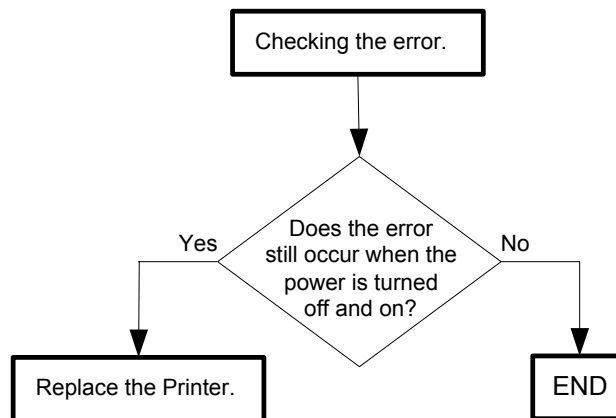 Checking the error.
Does the error
still occur when the
power is turned
off and on?
Yes
No
Replace the Printer.
END